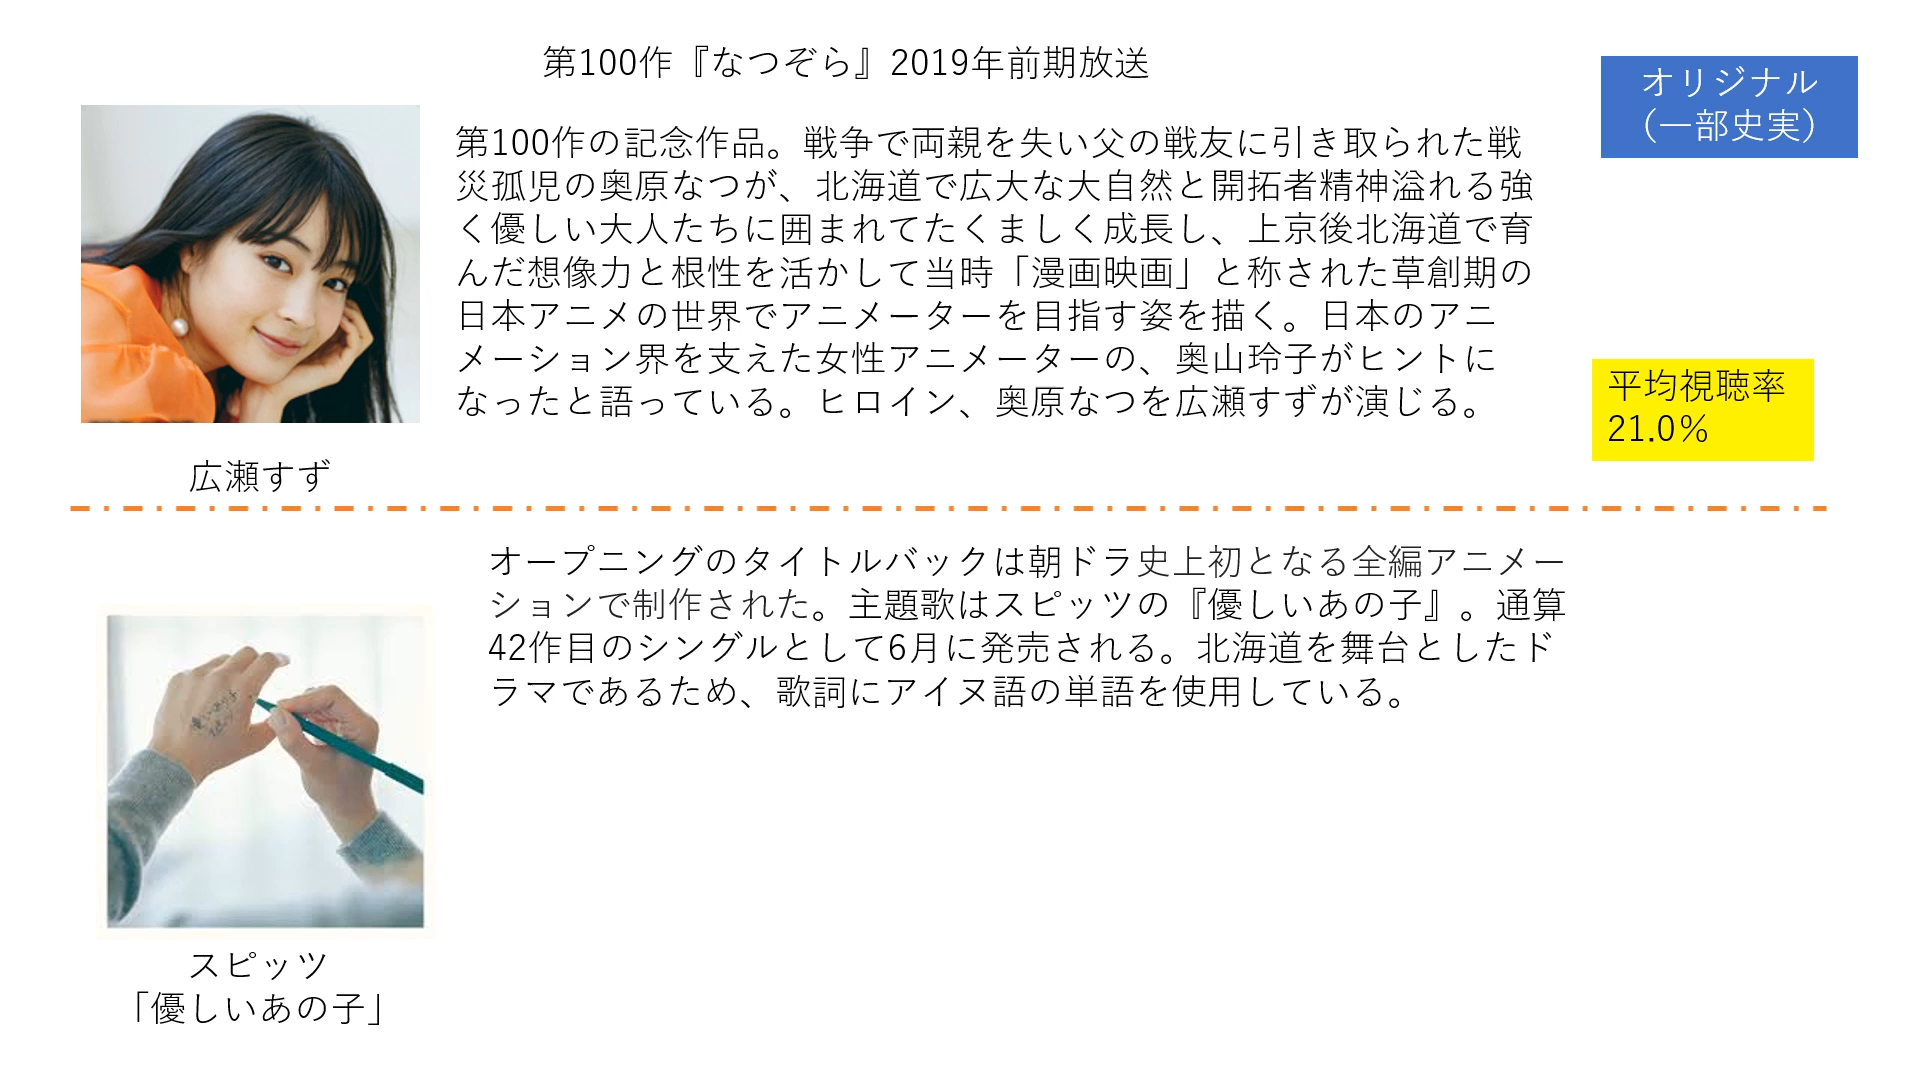 第100作『なつぞら』2019年前期放送
オリジナル
（一部史実）
第100作の記念作品。戦争で両親を失い父の戦友に引き取られた戦
災孤児の奥原なつが、北海道で広大な大自然と開拓者精神溢れる強
く優しい大人たちに囲まれてたくましく成長し、上京後北海道で育
んだ想像力と根性を活かして当時「漫画映画」と称された草創期の
日本アニメの世界でアニメーターを目指す姿を描く。日本のアニ
メーション界を支えた女性アニメーターの、奥山玲子がヒントに
なったと語っている。ヒロイン、奥原なつを広瀬すずが演じる。
平均視聴率
21.0％
広瀬すず
オープニングのタイトルバックは朝ドラ史上初となる全編アニメー
ションで制作された。主題歌はスピッツの『優しいあの子』。通算
42作目のシングルとして6月に発売される。北海道を舞台としたド
ラマであるため、歌詞にアイヌ語の単語を使用している。
スピッツ
「優しいあの子」